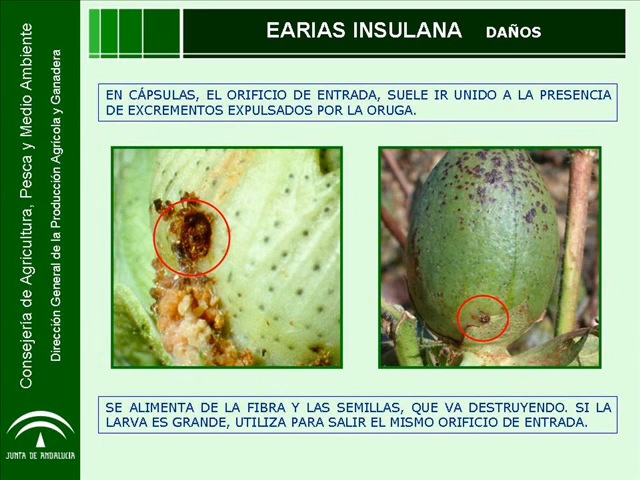 EARIAS INSULANA DAÑOS
EN CÁPSULAS, EL ORIFICIO DE ENTRADA, SUELE IR UNIDO A LA PRESENCIA
DE EXCREMENTOS EXPULSADOS POR LA ORUGA.
SE ALIMENTA DE LA FIBRA Y LAS SEMILLAS, QUE VA DESTRUYENDO. SI LA
LARVA ES GRANDE, UTILIZA PARA SALIR EL MISMO ORIFICIO DE ENTRADA.
Consejería de Agricultura, Pesca y Medio Ambiente
Dirección General de la Producción Agrícola y Ganadera
JUNTA DE ANDALUCIA